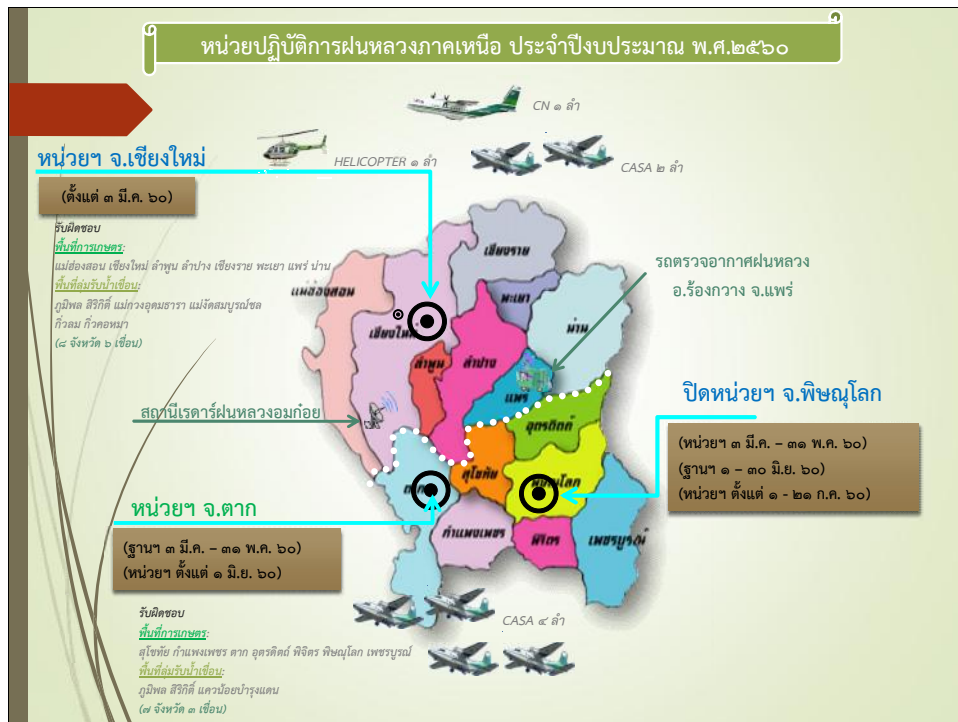 หน่วยปฏิบัติการฝนหลวงภาคเหนือ ประจำปีงบประมาณ พ.ศ.๒๕๖๐
CN ๑ ลำ
HELICOPTER ๑ ลำ
CASA ๒ ลำ
หน่วยฯ จ.เชียงใหม่
(ตั้งแต่ ๓ มี.ค. ๖๐)
รับผิดชอบ
พื้นที่การเกษตร:
แม่ฮ่องสอน เชียงใหม่ ลำพูน ลำปาง เชียงราย พะเยา แพร่ น่าน
พื้นที่ลุ่มรับน้ำเขื่อน:
ภูมิพล สิริกิติ์ แม่กวงอุดมธารา แม่งัดสมบูรณ์ชล
กิ่วลม กิ่วคอหมา
(๘ จังหวัด ๖ เขื่อน)
เชียงราย
พะเยา
แม่ฮ่องสอน
น่าน
เชียงใหม่
ลำพูน
ลำปาง
แพร่
อุตรดิตถ์
สุโขทัย
ตาก
พิษณุโลก
กำแพงเพชร
พิจิตร
เพชรบูรณ์
รถตรวจอากาศฝนหลวง
อ.ร้องกวาง จ.แพร่
สถานีเรดาร์ฝนหลวงอมก๋อย
ปิดหน่วยฯ จ.พิษณุโลก
(หน่วยฯ ๓ มี.ค. – ๓๑ พ.ค. ๖๐)
(ฐานฯ ๑ – ๓๐ มิ.ย. ๖๐)
(หน่วยฯ ตั้งแต่ ๑ - ๒๑ ก.ค. ๖๐)
หน่วยฯ จ.ตาก
(ฐานฯ ๓ มี.ค. – ๓๑ พ.ค. ๖๐)
(หน่วยฯ ตั้งแต่ ๑ มิ.ย. ๖๐)
CASA ๔ ลำ
รับผิดชอบ
พื้นที่การเกษตร:
สุโขทัย กำแพงเพชร ตาก อุตรดิตถ์ พิจิตร พิษณุโลก เพชรบูรณ์
พื้นที่ลุ่มรับน้ำเขื่อน:
ภูมิพล สิริกิติ์ แควน้อยบำรุงแดน
(๗ จังหวัด ๓ เขื่อน)